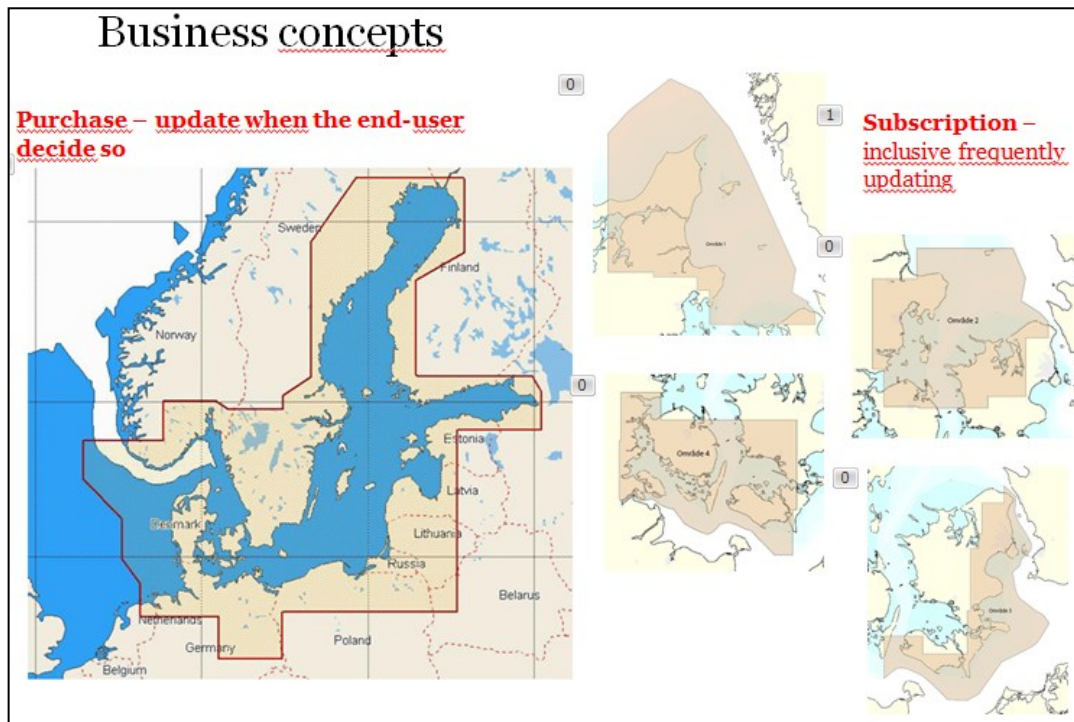 Business concepts
Purchase – update when the end-user
decide so
Sweden
Finland
Norway
Estonia
Latvia
Denmark
Lithuania
Russia
Belarus
Netherlands
Poland
Germany
Belgium
0
Område 1
1
Subscription –
inclusive frequently
updating
0
Område 2
0
Område 4
0
Område 3